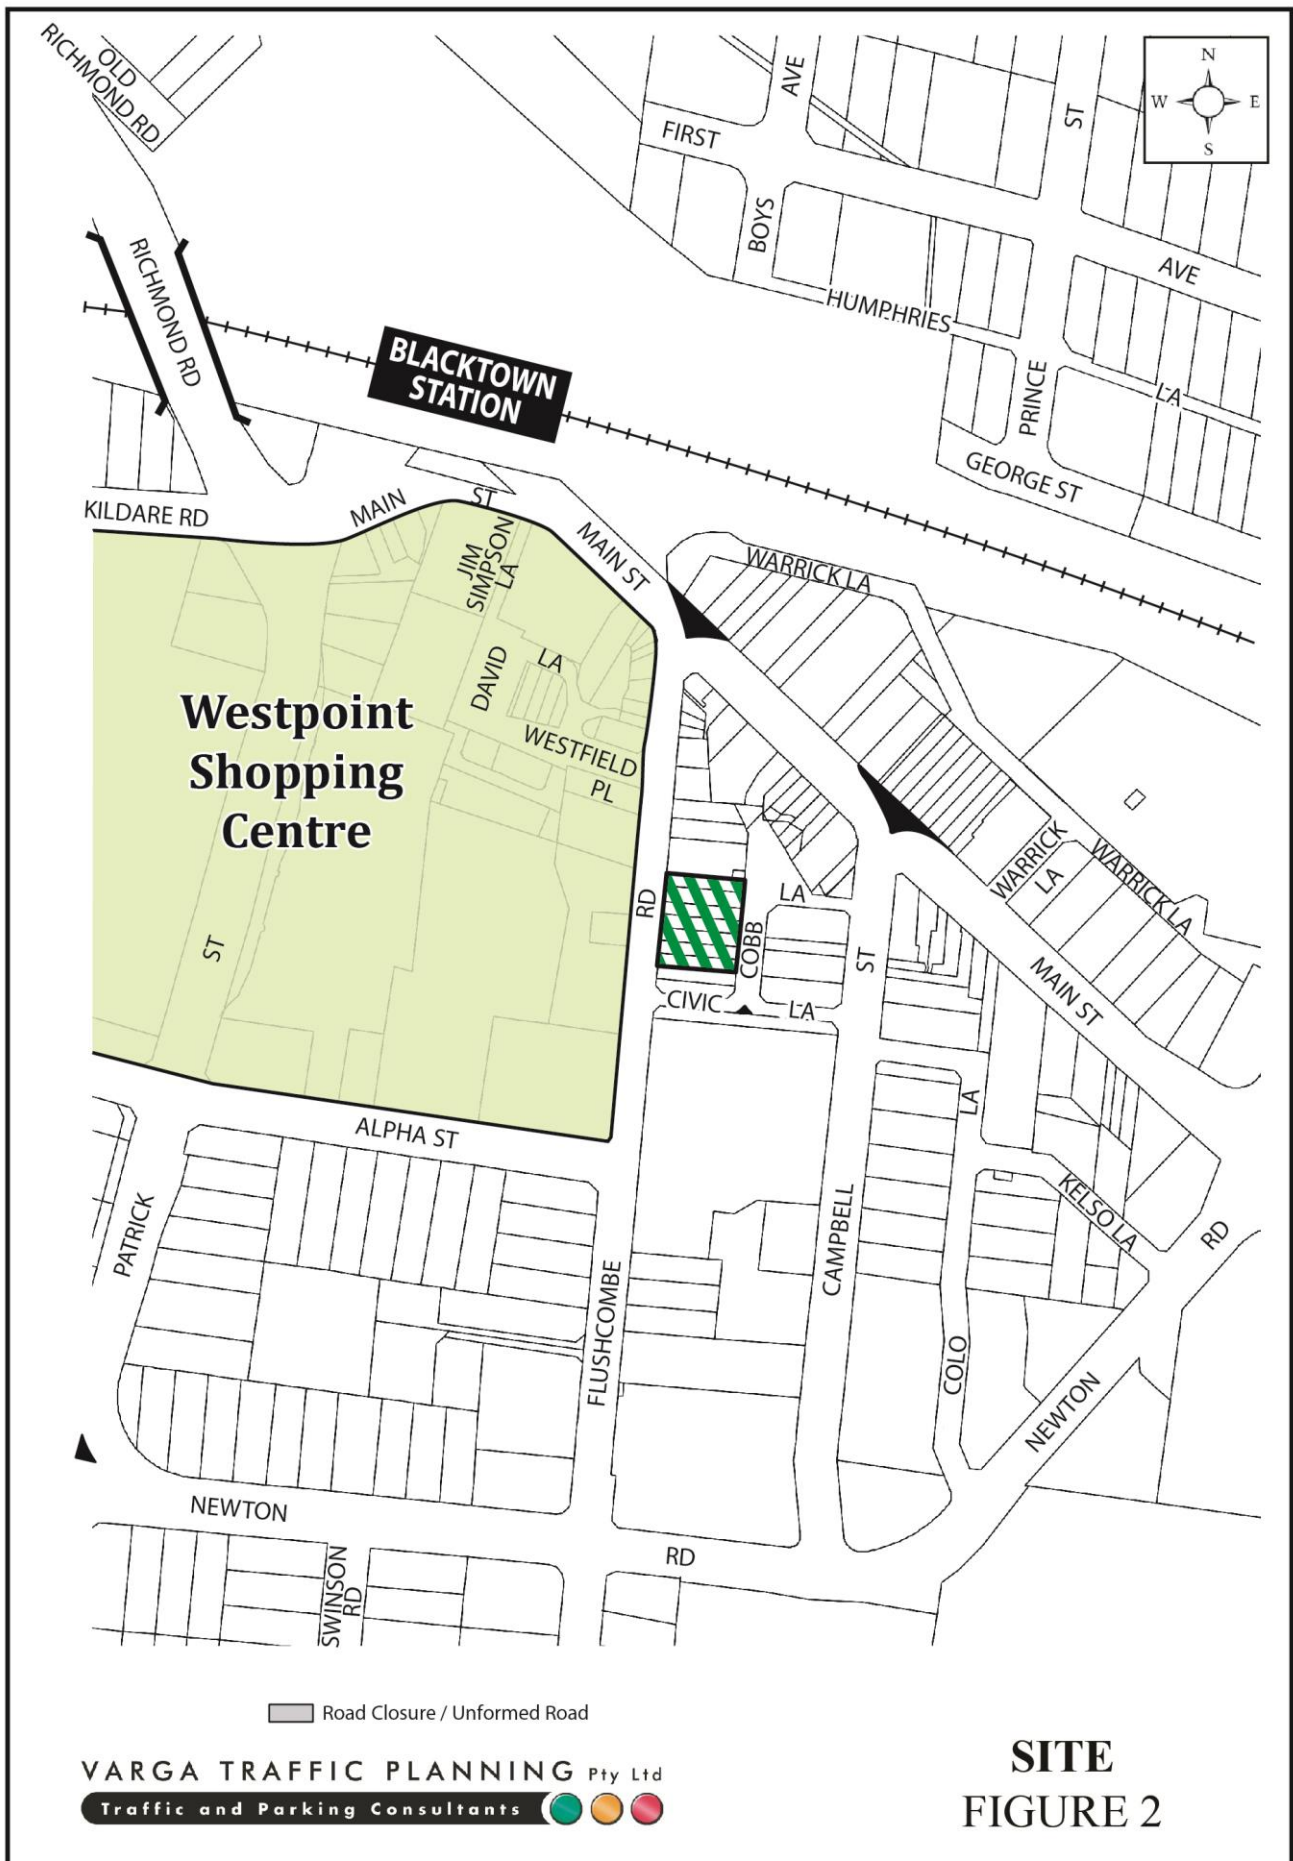 OLD
RICHMOND RD
RICHMOND RD
N
W
E
S
AVE
ST
FIRST
BOYS
AVE
HUMPHRIES
LA
PRINCE
GEORGE ST
BLACKTOWN
STATION
KILDARE RD
MAIN
ST
JIM
SIMPSON
LA
MAIN ST
WARRICK LA
DAVID
LA
WESTFIELD
PL
Westpoint
Shopping
Centre
ST
RD
LA
COBB
ST
CIVIC
LA
WARRICK
LA
WARRICK LA
MAIN ST
LA
KELSO LA
RD
ALPHA ST
PATRICK
FLUSHCOMBE
CAMPBELL
COLO
NEWTON
NEWTON
RD
SWINSON
RD
Road Closure / Unformed Road
VARGA TRAFFIC PLANNING Pty Ltd
Traffic and Parking Consultants
SITE
FIGURE 2